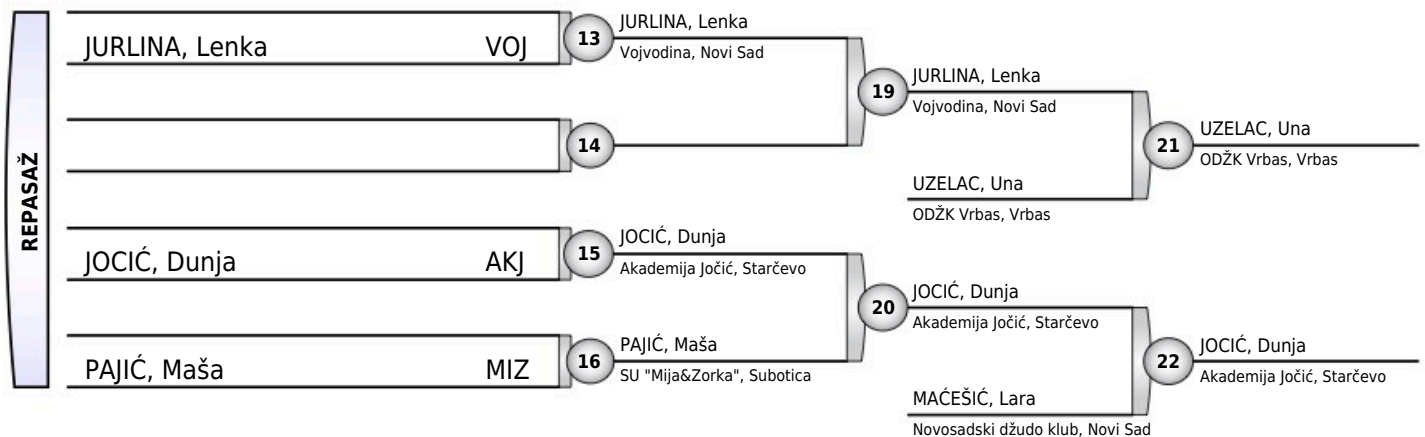 REPASAŽ
JURLINA, Lenka VOJ
13
JURLINA, Lenka
Vojvodina, Novi Sad
14
19
JURLINA, Lenka
Vojvodina, Novi Sad
UZELAC, Una
ODŽK Vrbas, Vrbas
21
UZELAC, Una
ODŽK Vrbas, Vrbas
JOCIĆ, Dunja AKJ
15
JOCIĆ, Dunja
Akademija Jočić, Starčevo
PAJIĆ, Maša MIZ
16
PAJIĆ, Maša
SU "Mija&Zorka", Subotica
20
JOCIĆ, Dunja
Akademija Jočić, Starčevo
MAĆEŠIĆ, Lara
Novosadski džudo klub, Novi Sad
22
JOCIĆ, Dunja
Akademija Jočić, Starčevo